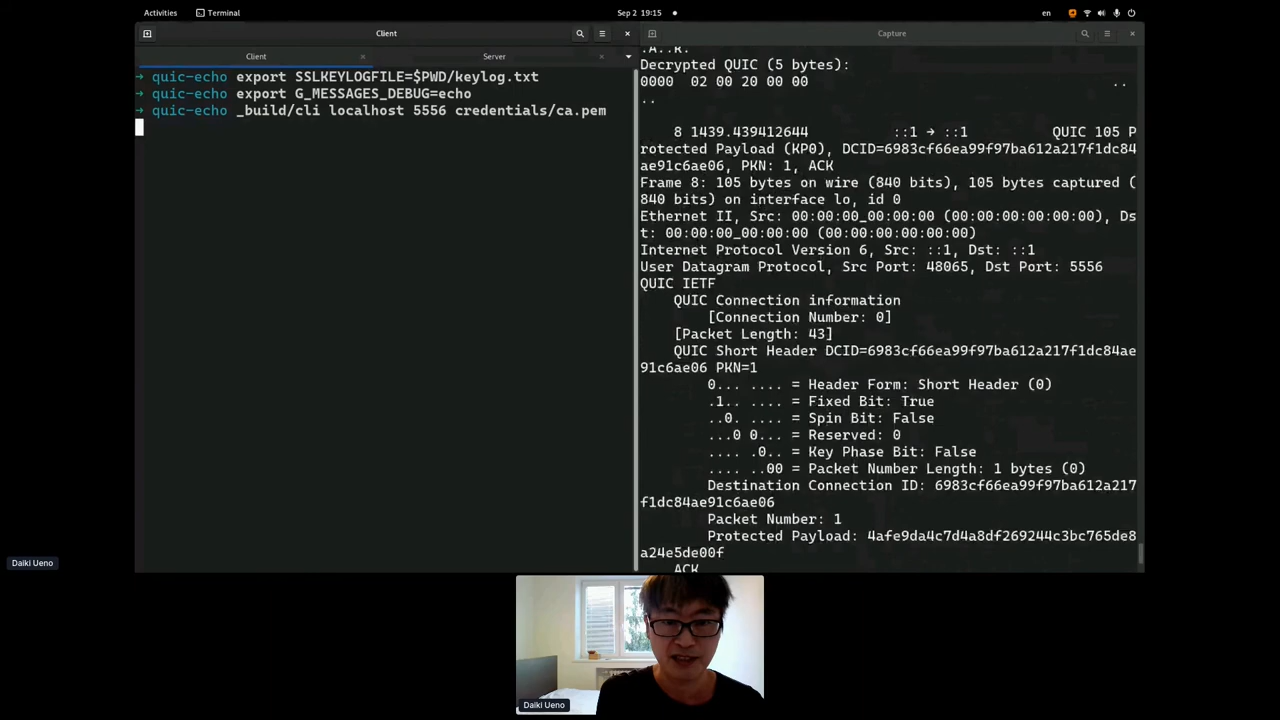 Activities
Terminal
Sep 2 19:15
en
Client
Client
Server
→ quic-echo export SSLKEYLOGFILE=$PWD/keylog.txt
→ quic-echo export G_MESSAGES_DEBUG=echo
→ quic-echo _build/cli localhost 5556 credentials/ca.pem
Capture
.A..R.
Decrypted QUIC (5 bytes):
0000  02 00 20 00 00                                     ..
..
    8 1439.439412644          ::1 → ::1          QUIC 105 P
rotected Payload (KP0), DCID=6983cf66ea99f97ba612a217f1dc84
ae91c6ae06, PKN: 1, ACK
Frame 8: 105 bytes on wire (840 bits), 105 bytes captured (
840 bits) on interface lo, id 0
Ethernet II, Src: 00:00:00_00:00:00 (00:00:00:00:00:00), Ds
t: 00:00:00_00:00:00 (00:00:00:00:00:00)
Internet Protocol Version 6, Src: ::1, Dst: ::1
User Datagram Protocol, Src Port: 48065, Dst Port: 5556
QUIC IETF
    QUIC Connection information
        [Connection Number: 0]
    [Packet Length: 43]
    QUIC Short Header DCID=6983cf66ea99f97ba612a217f1dc84ae
91c6ae06 PKN=1
        0... .... = Header Form: Short Header (0)
        .1.. .... = Fixed Bit: True
        ..0. .... = Spin Bit: False
        ...0 0... = Reserved: 0
        .... .0.. = Key Phase Bit: False
        .... ..00 = Packet Number Length: 1 bytes (0)
        Destination Connection ID: 6983cf66ea99f97ba612a217
f1dc84ae91c6ae06
        Packet Number: 1
        Protected Payload: 4afe9da4c7d4a8df269244c3bc765de8
a24e5de00f
    ACK
Daiki Ueno
Daiki Ueno